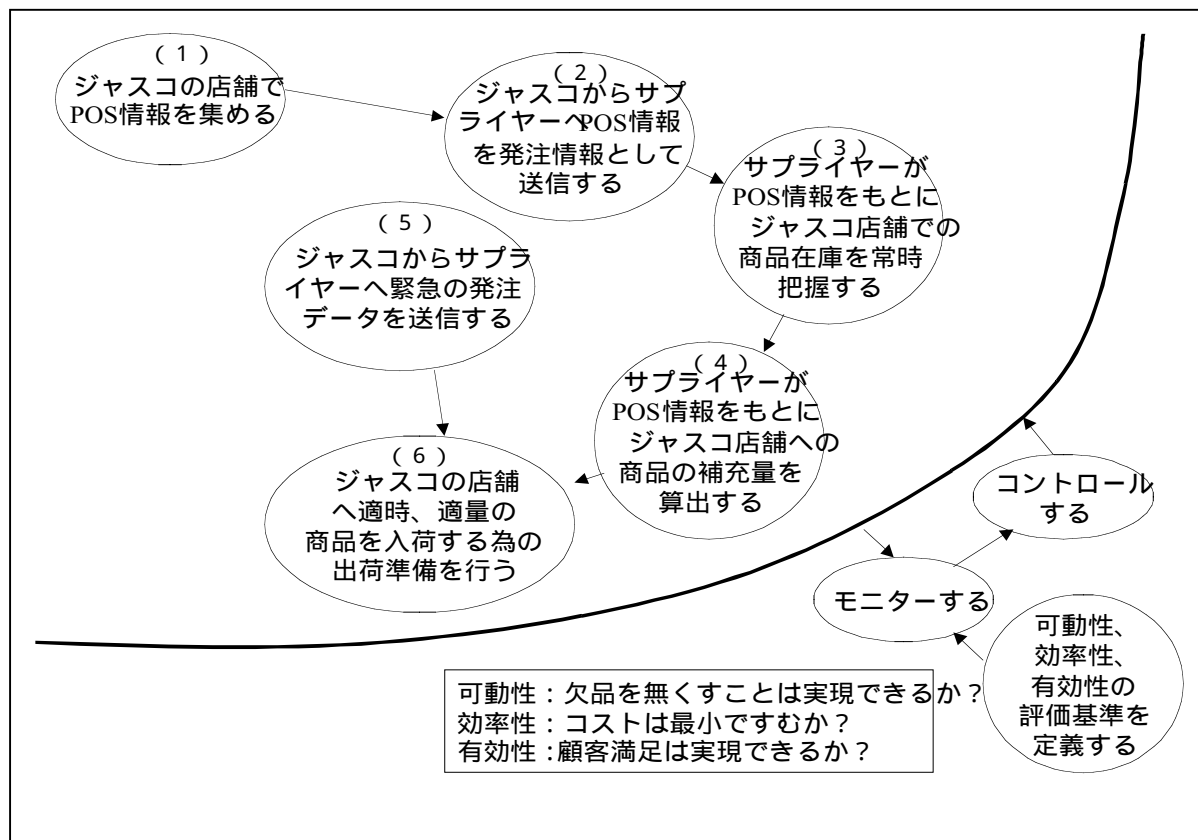 （１）
ジャスコの店舗で
POS情報を集める
（２）
ジャスコからサプ
ライヤーへPOS情報
を発注情報として
送信する
（３）
サプライヤーが
POS情報をもとに
ジャスコ店舗での
商品在庫を常時
把握する
（４）
サプライヤーが
POS情報をもとに
ジャスコ店舗への
商品の補充量を
算出する
（５）
ジャスコからサプラ
イヤーへ緊急の発注
データを送信する
（６）
ジャスコの店舗
へ適時、適量の
商品を入荷する為の
出荷準備を行う
コントロール
する
モニターする
可動性、
効率性、
有効性の
評価基準を
定義する
可動性：欠品を無くすことは実現できるか？
効率性：コストは最小ですむか？
有効性：顧客満足は実現できるか？